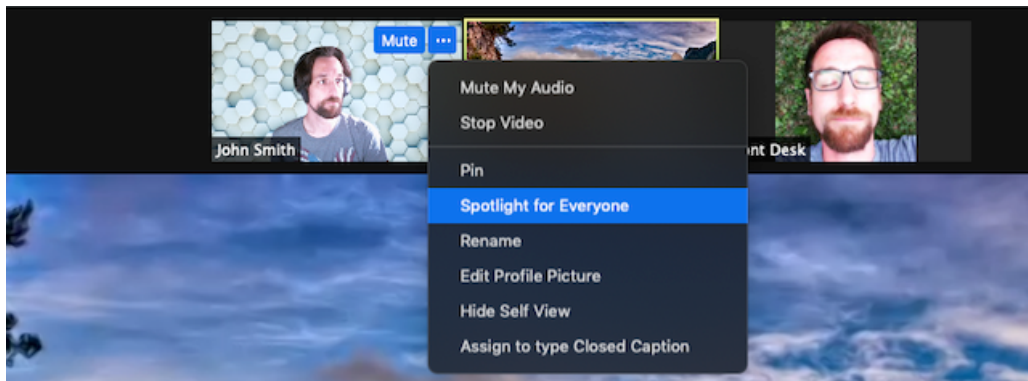 Mute ...
John Smith
Mute My Audio
Stop Video
Pin
Spotlight for Everyone
Rename
Edit Profile Picture
Hide Self View
Assign to type Closed Caption
Desk